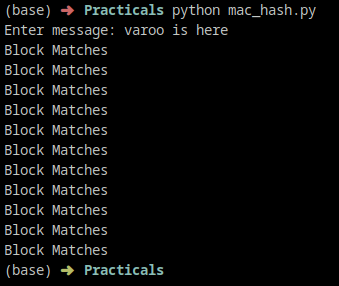 (base) ➜ Practicals python mac_hash.py
Enter message: varoo is here
Block Matches
Block Matches
Block Matches
Block Matches
Block Matches
Block Matches
Block Matches
Block Matches
Block Matches
Block Matches
Block Matches
(base) ➜ Practicals